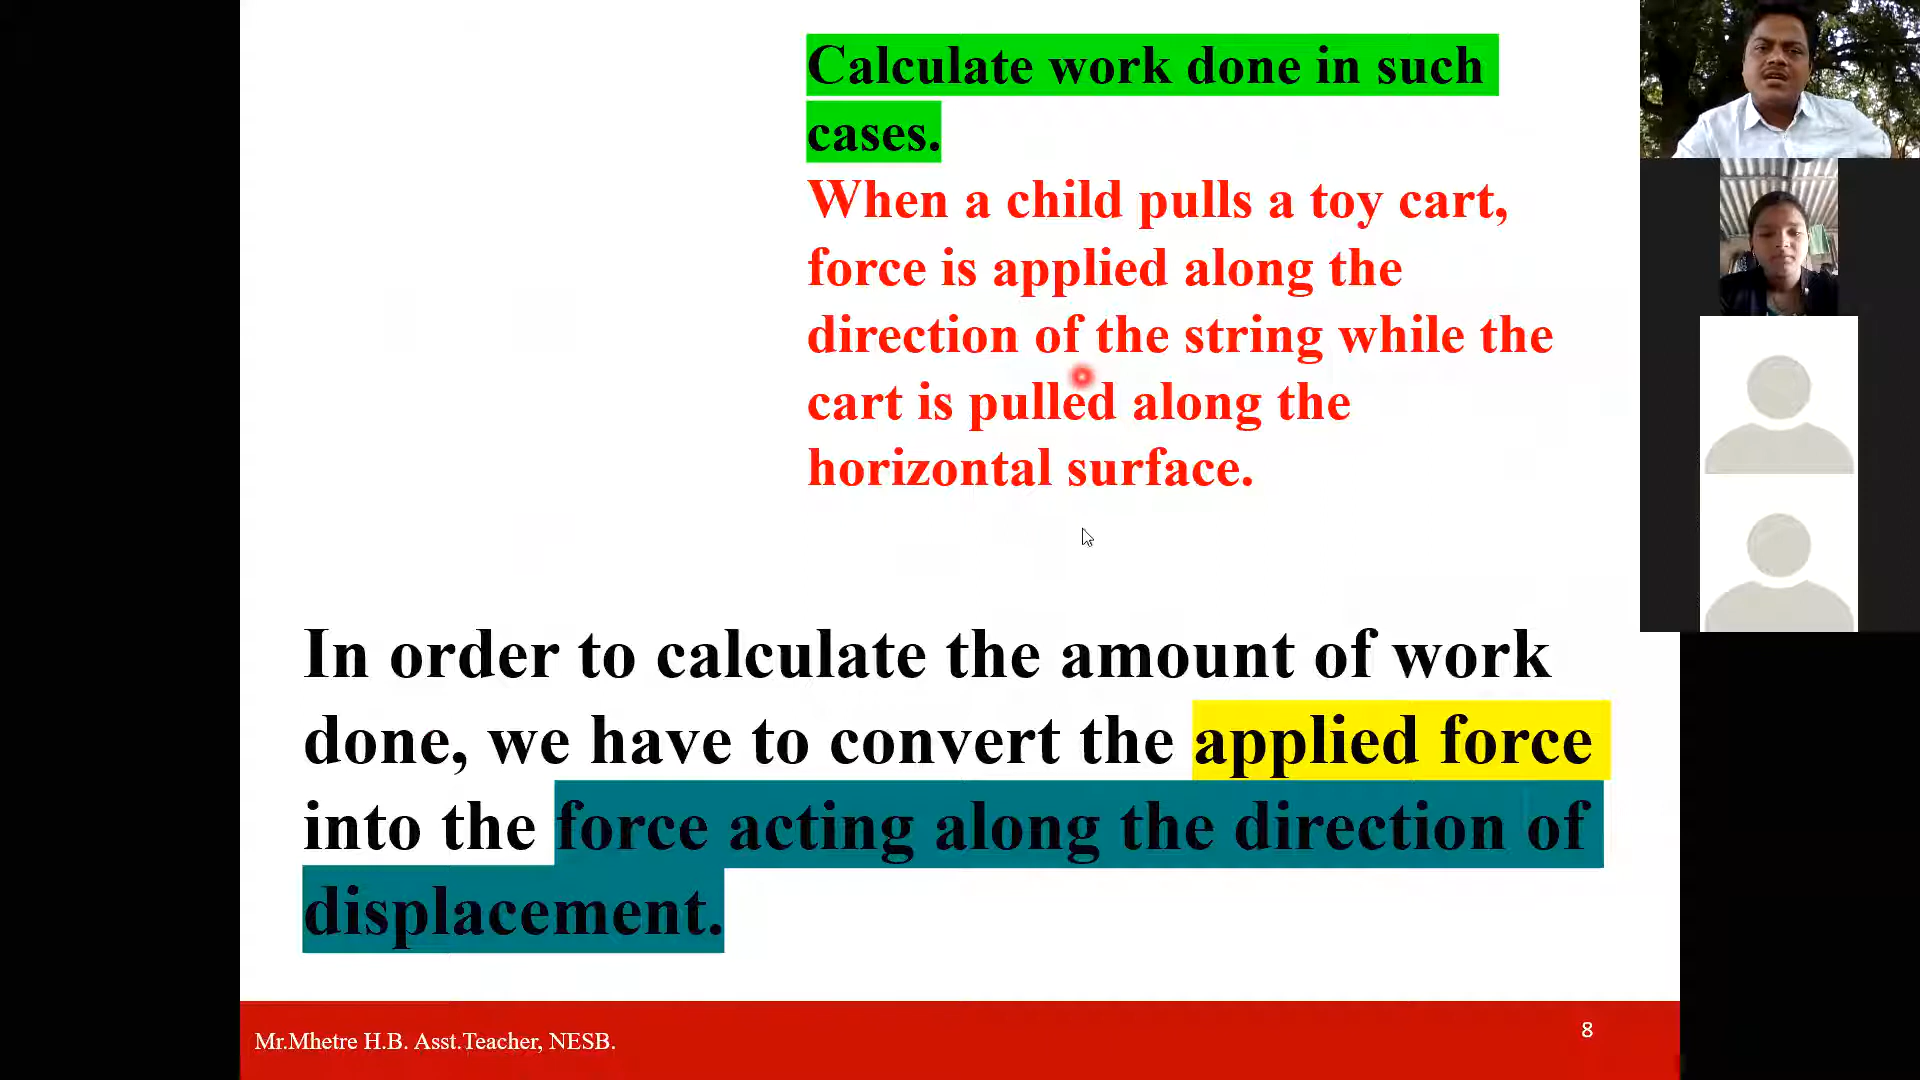 Calculate work done in such
cases.
When a child pulls a toy cart,
force is applied along the
direction of the string while the
cart is pulled along the
horizontal surface.
In order to calculate the amount of work
done, we have to convert the applied force
into the force acting along the direction of
displacement.
Mr.Mhetre H.B. Asst.Teacher, NESB.
8